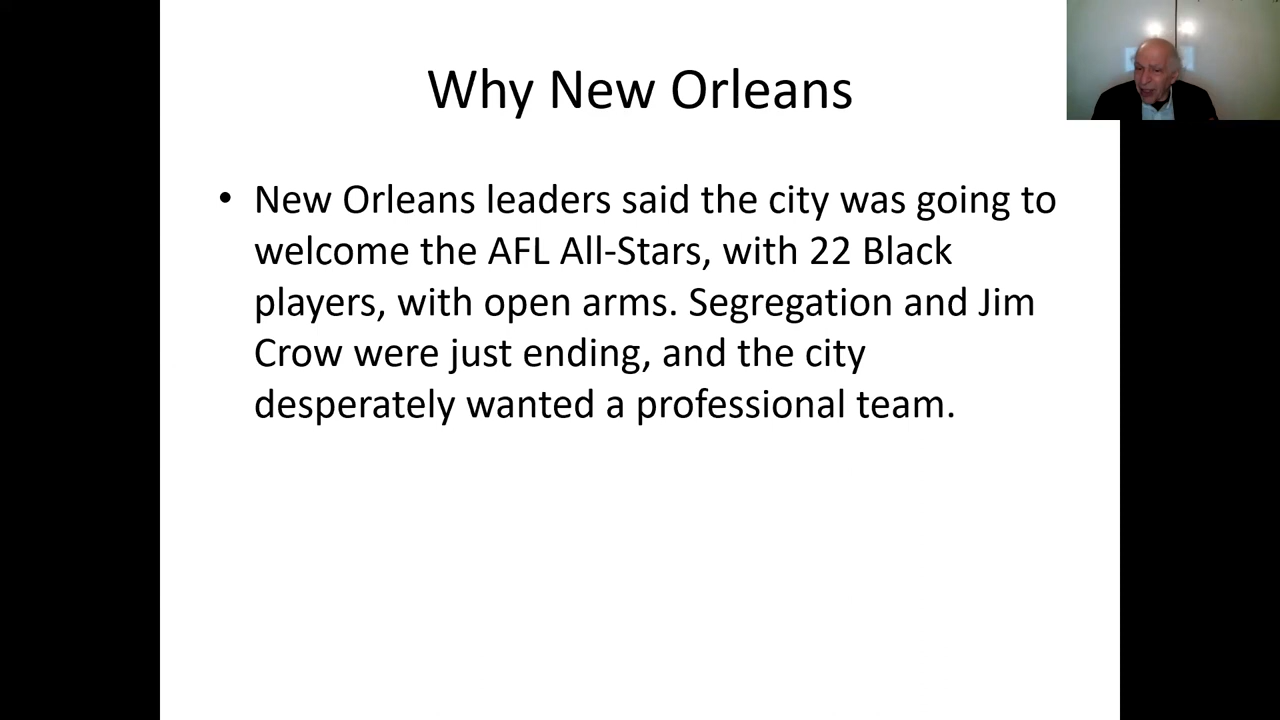 Why New Orleans
• New Orleans leaders said the city was going to
welcome the AFL All-Stars, with 22 Black
players, with open arms. Segregation and Jim
Crow were just ending, and the city
desperately wanted a professional team.